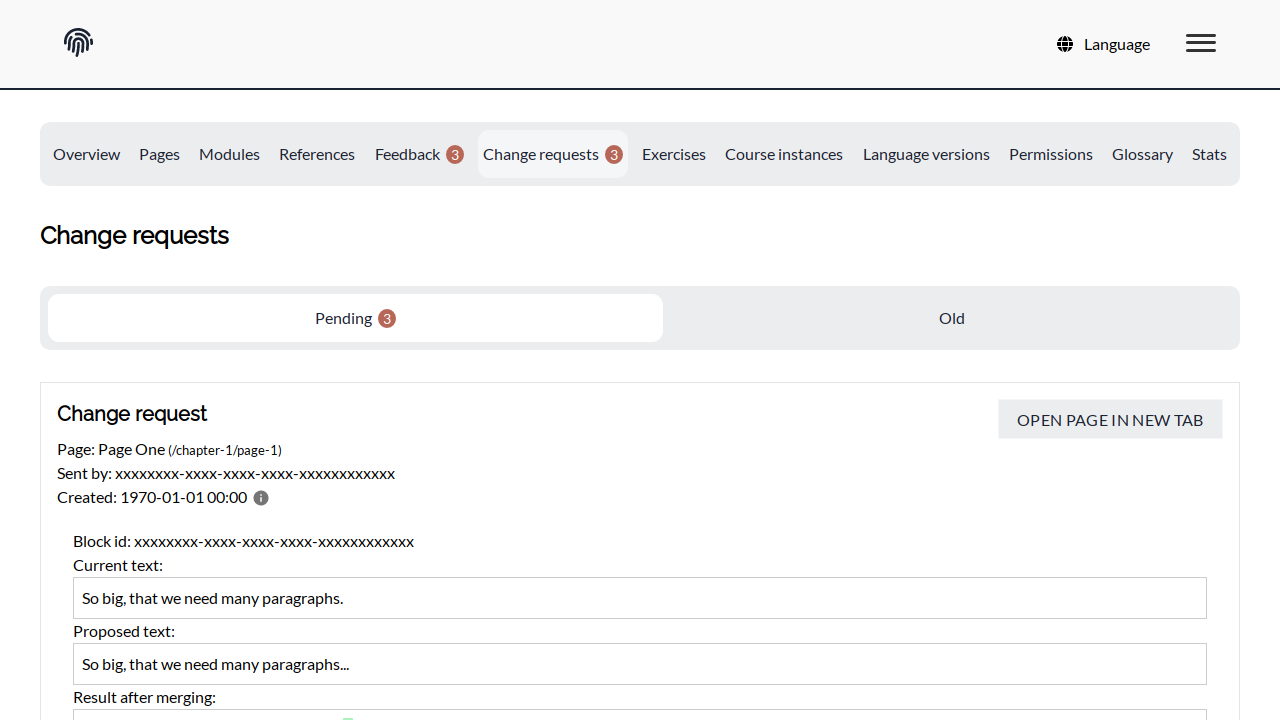 Language
Overview Pages Modules References Feedback 3 Change requests 3 Exercises Course instances Language versions Permissions Glossary Stats
Change requests
Pending 3 Old
Change request
OPEN PAGE IN NEW TAB
Page: Page One (/chapter-1/page-1)
Sent by: xxxxxxxx-xxxx-xxxx-xxxx-xxxxxxxxxxxx
Created: 1970-01-01 00:00
Block id: xxxxxxxx-xxxx-xxxx-xxxx-xxxxxxxxxxxx
Current text:
So big, that we need many paragraphs.
Proposed text:
So big, that we need many paragraphs...
Result after merging: